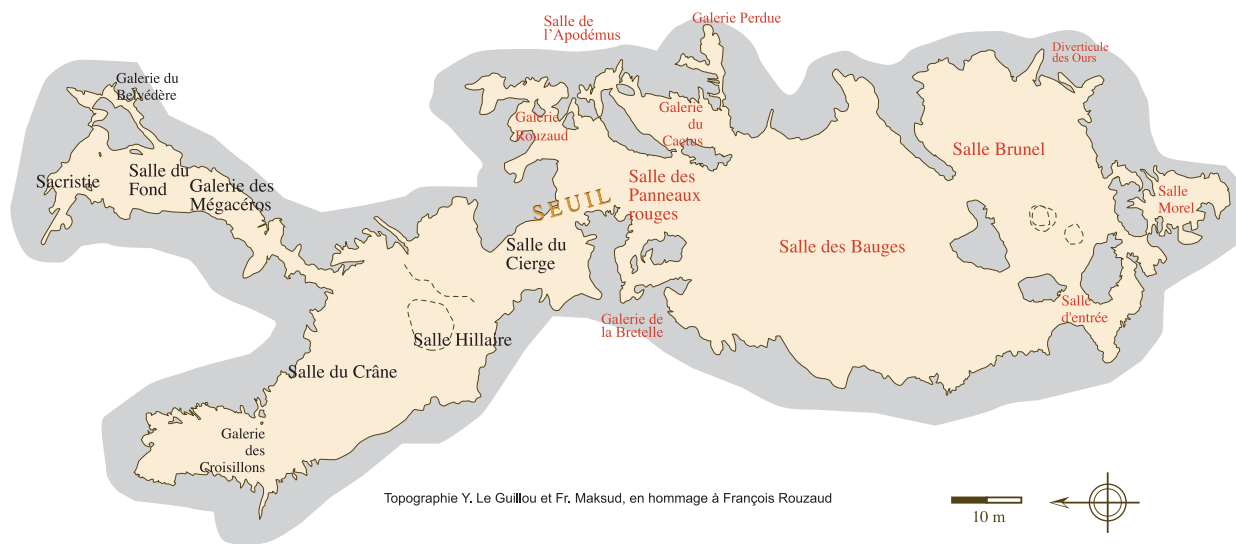 Galerie Perdue
Salle de
l'Apodémus
Diverticule
des Ours
Galerie du
Belvédère
Galerie
Rouzaud
Galerie
du
Cactus
Salle Brunel
Salle du
Fond
Sacristie
Galerie des
Mégacéros
Salle des
Panneaux
rouges
Salle
Morel
SEUIL
Salle du
Cierge
Salle des Bauges
Salle
d'entrée
Galerie de
la Bretelle
Salle Hillaire
Salle du Crâne
Galerie
des
Croisillons
Topographie Y. Le Guillou et Fr. Maksud, en hommage à François Rouzaud
10 m